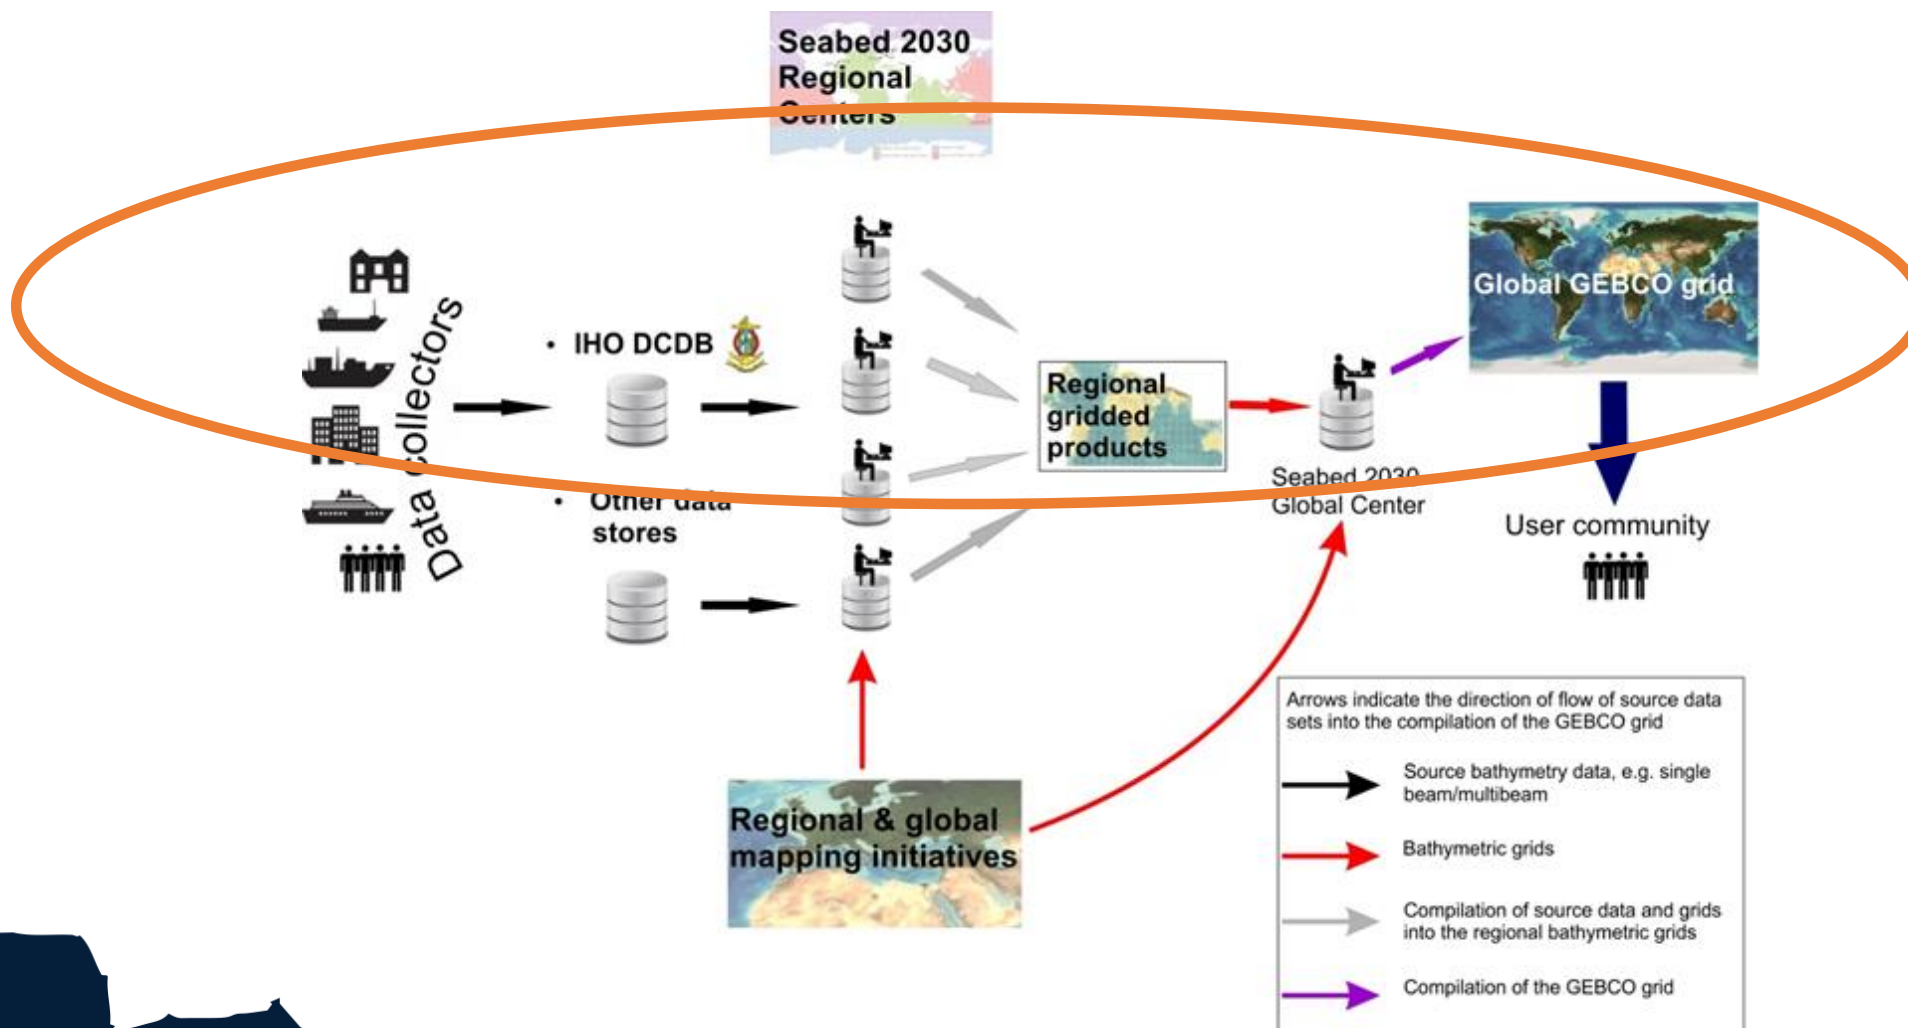 Seabed 2030
Regional
Centers
Data collectors
• IHO DCDB
• Other data
stores
Regional
gridded
products
Seabed 2030
Global Center
Global GEBCO grid
User community
Regional & global
mapping initiatives
Arrows indicate the direction of flow of source data
sets into the compilation of the GEBCO grid
Source bathymetry data, e.g. single
beam/multibeam
Bathymetric grids
Compilation of source data and grids
into the regional bathymetric grids
Compilation of the GEBCO grid